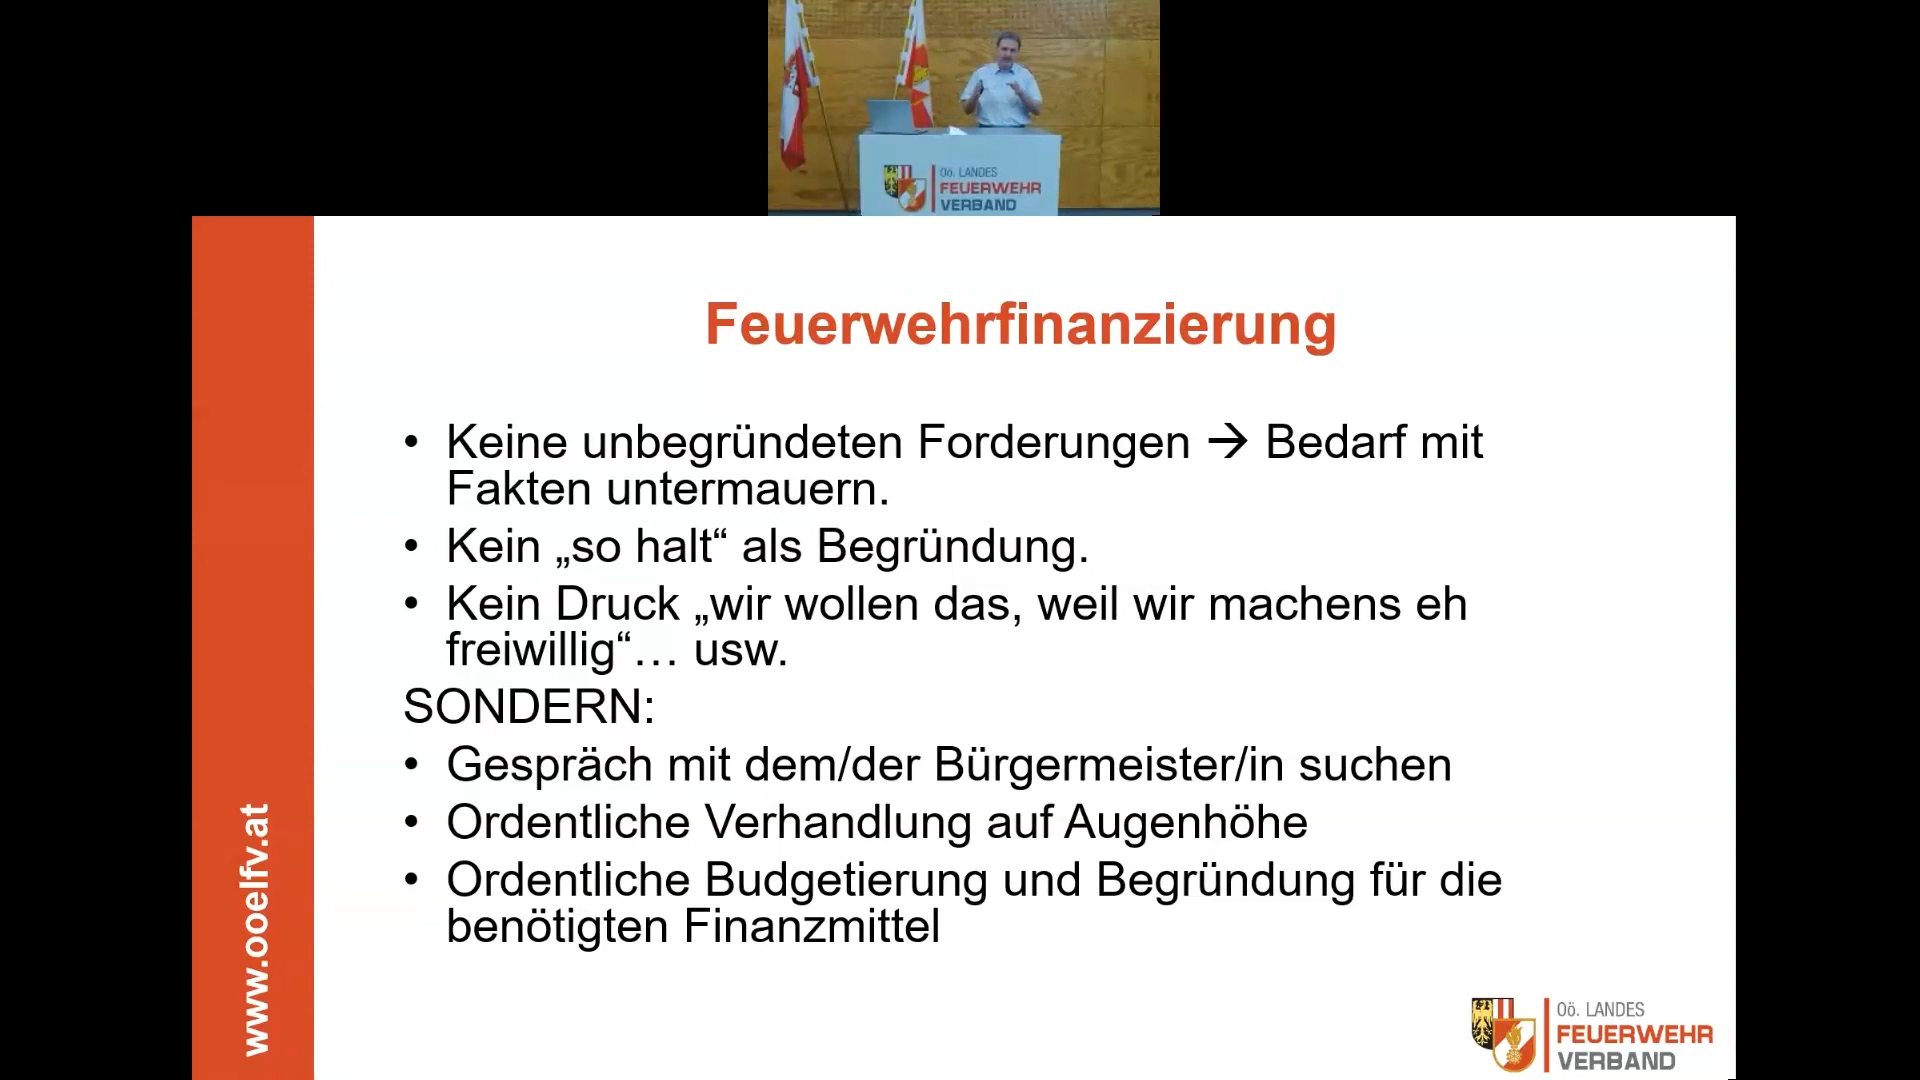 Oö. LANDES
FEUERWEHR
VERBAND
Feuerwehrfinanzierung
• Keine unbegründeten Forderungen → Bedarf mit
Fakten untermauern.
• Kein „so halt“ als Begründung.
• Kein Druck „wir wollen das, weil wir machens eh
freiwillig“… usw.
SONDERN:
• Gespräch mit dem/der Bürgermeister/in suchen
• Ordentliche Verhandlung auf Augenhöhe
• Ordentliche Budgetierung und Begründung für die
benötigten Finanzmittel
www.ooelfv.at
Oö. LANDES
FEUERWEHR
VERBAND